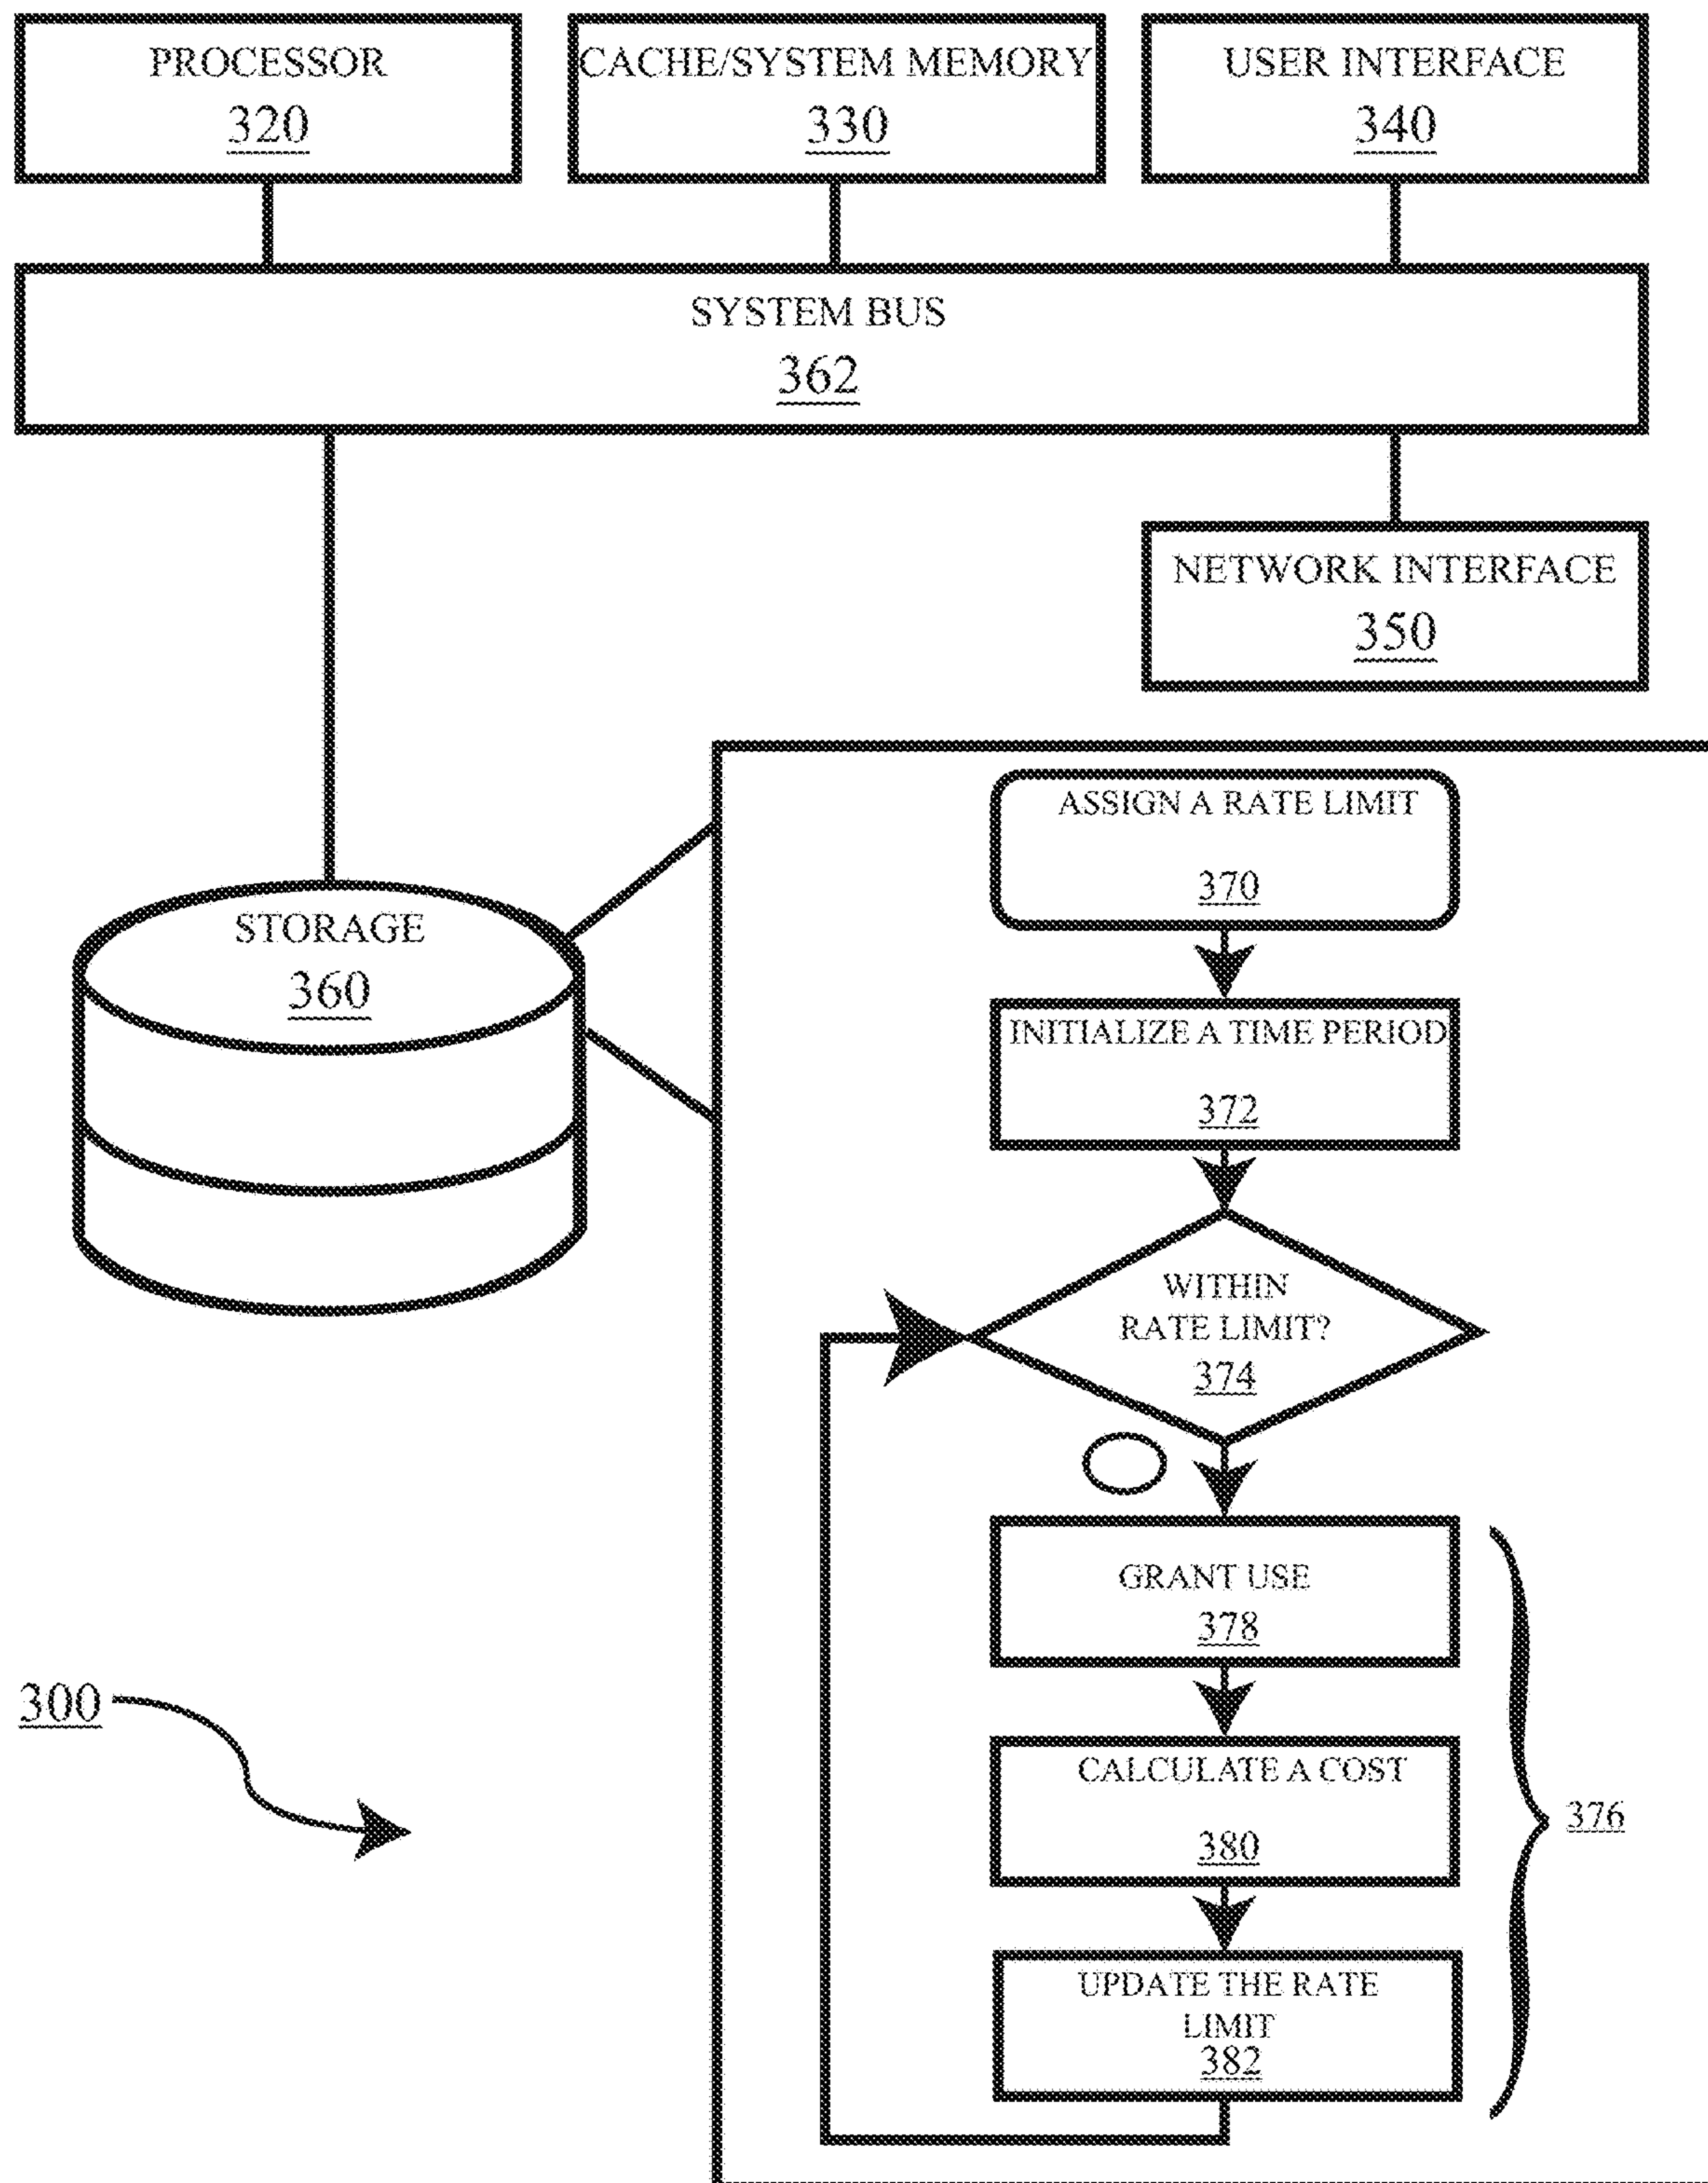 PROCESSOR
320
CACHE/SYSTEM MEMORY
330
USER INTERFACE
340
SYSTEM BUS
362
NETWORK INTERFACE
350
STORAGE
360
ASSIGN A RATE LIMIT
370
INITIALIZE A TIME PERIOD
372
WITHIN
RATE LIMIT?
374
GRANT USE
378
CALCULATE A COST
380
UPDATE THE RATE
LIMIT
382
376
300